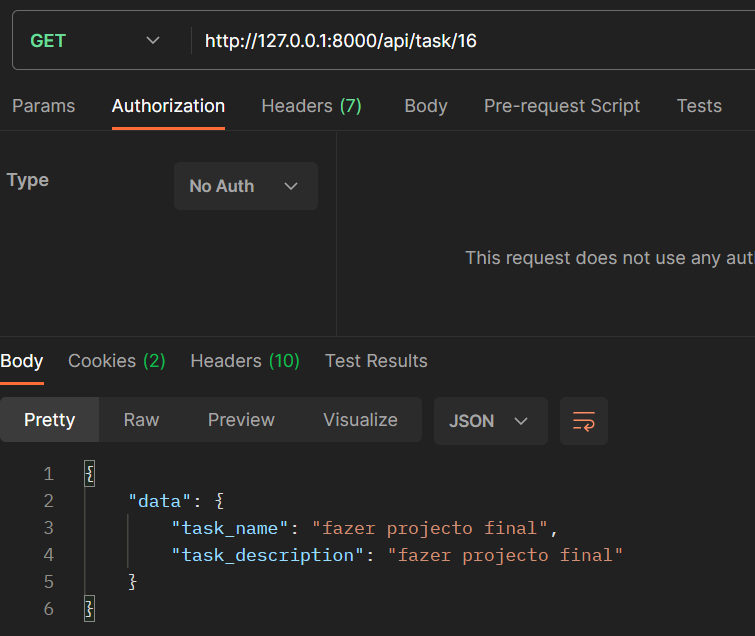 GET http://127.0.0.1:8000/api/task/16
Params Authorization Headers (7) Body Pre-request Script Tests
Type No Auth
This request does not use any
Body Cookies (2) Headers (10) Test Results
Pretty Raw Preview Visualize JSON
1 {
2 "data": {
3 "task_name": "fazer projecto final",
4 "task_description": "fazer projecto final"
5 }
6 }